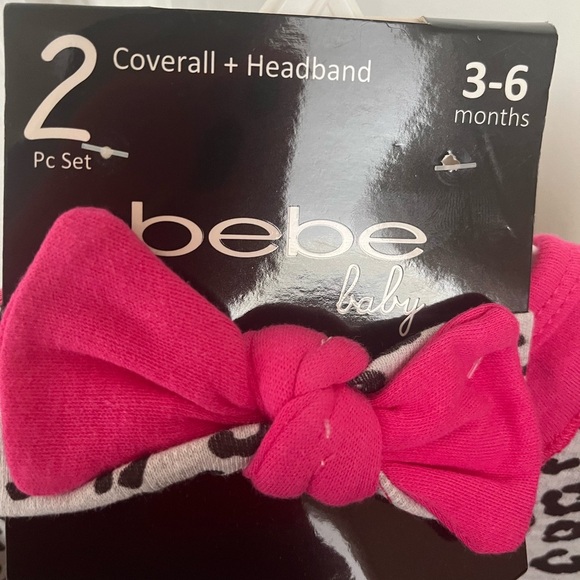 2
Pc Set
Coverall + Headband
3-6
months
bebe
baby